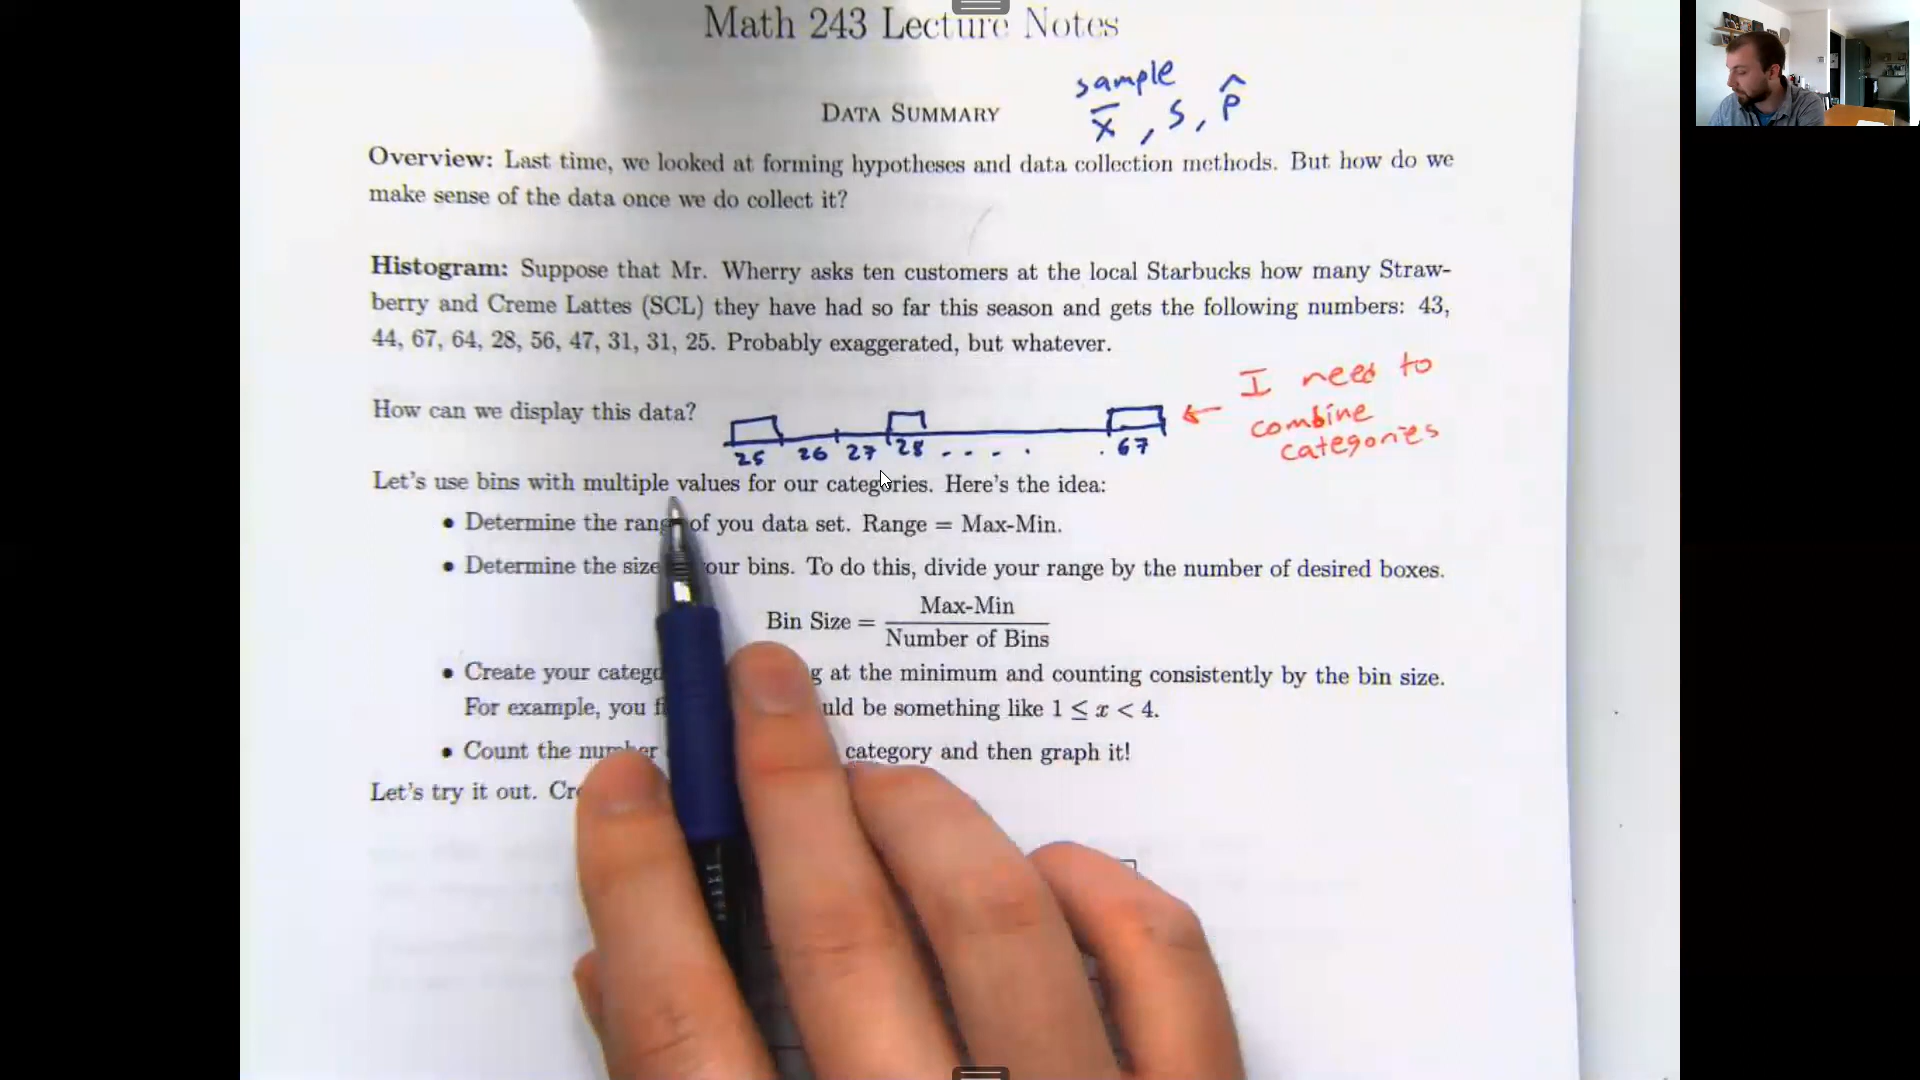 Math 243 Lecture Notes
sample
x̄, s, p̂
DATA SUMMARY
Overview: Last time, we looked at forming hypotheses and data collection methods. But how do we
make sense of the data once we do collect it?
Histogram: Suppose that Mr. Wherry asks ten customers at the local Starbucks how many Straw-
berry and Creme Lattes (SCL) they have had so far this season and gets the following numbers: 43,
44, 67, 64, 28, 56, 47, 31, 31, 25. Probably exaggerated, but whatever.
I need to
combine
categories
How can we display this data?
25 26 27 28 . . . . . 67
Let's use bins with multiple values for our categories. Here's the idea:
• Determine the range of you data set. Range = Max-Min.
• Determine the size your bins. To do this, divide your range by the number of desired boxes.
Bin Size = Max-Min
Number of Bins
• Create your at the minimum and counting consistently by the bin size.
For example, you be something like 1 ≤ x < 4.
• Count the number category and then graph it!
Let's try it out.